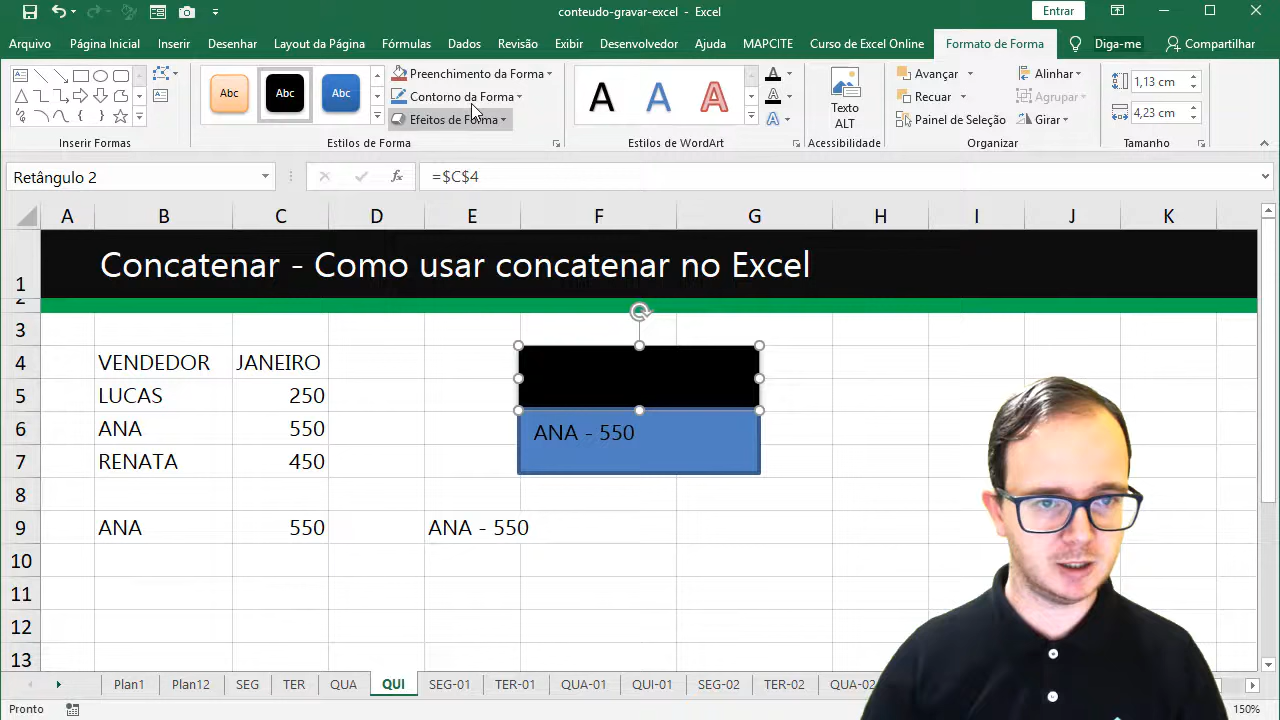 conteudo-gravar-excel - Excel
Entrar
Arquivo Página Inicial Inserir Desenhar Layout da Página Fórmulas Dados Revisão Exibir Desenvolvedor Ajuda MAPCITE Curso de Excel Online Formato de Forma Diga-me Compartilhar
Abc Abc Abc
Preenchimento da Forma
Contorno da Forma
Efeitos de Forma
A A A
Texto
ALT
Avançar
Recuar
Painel de Seleção
Alinhar
Agrupar
Girar
1,13 cm
4,23 cm
Inserir Formas Estilos de Forma Estilos de WordArt Acessibilidade Organizar Tamanho
Retângulo 2 fx =$C$4
A B C D E F G H I J K
1 Concatenar - Como usar concatenar no Excel
2
3
4 VENDEDOR JANEIRO
5 LUCAS 250
6 ANA 550 ANA - 550
7 RENATA 450
8
9 ANA 550 ANA - 550
10
11
12
13
Plan1 Plan12 SEG TER QUA QUI SEG-01 TER-01 QUA-01 QUI-01 SEG-02 TER-02 QUA-02
Pronto 150%